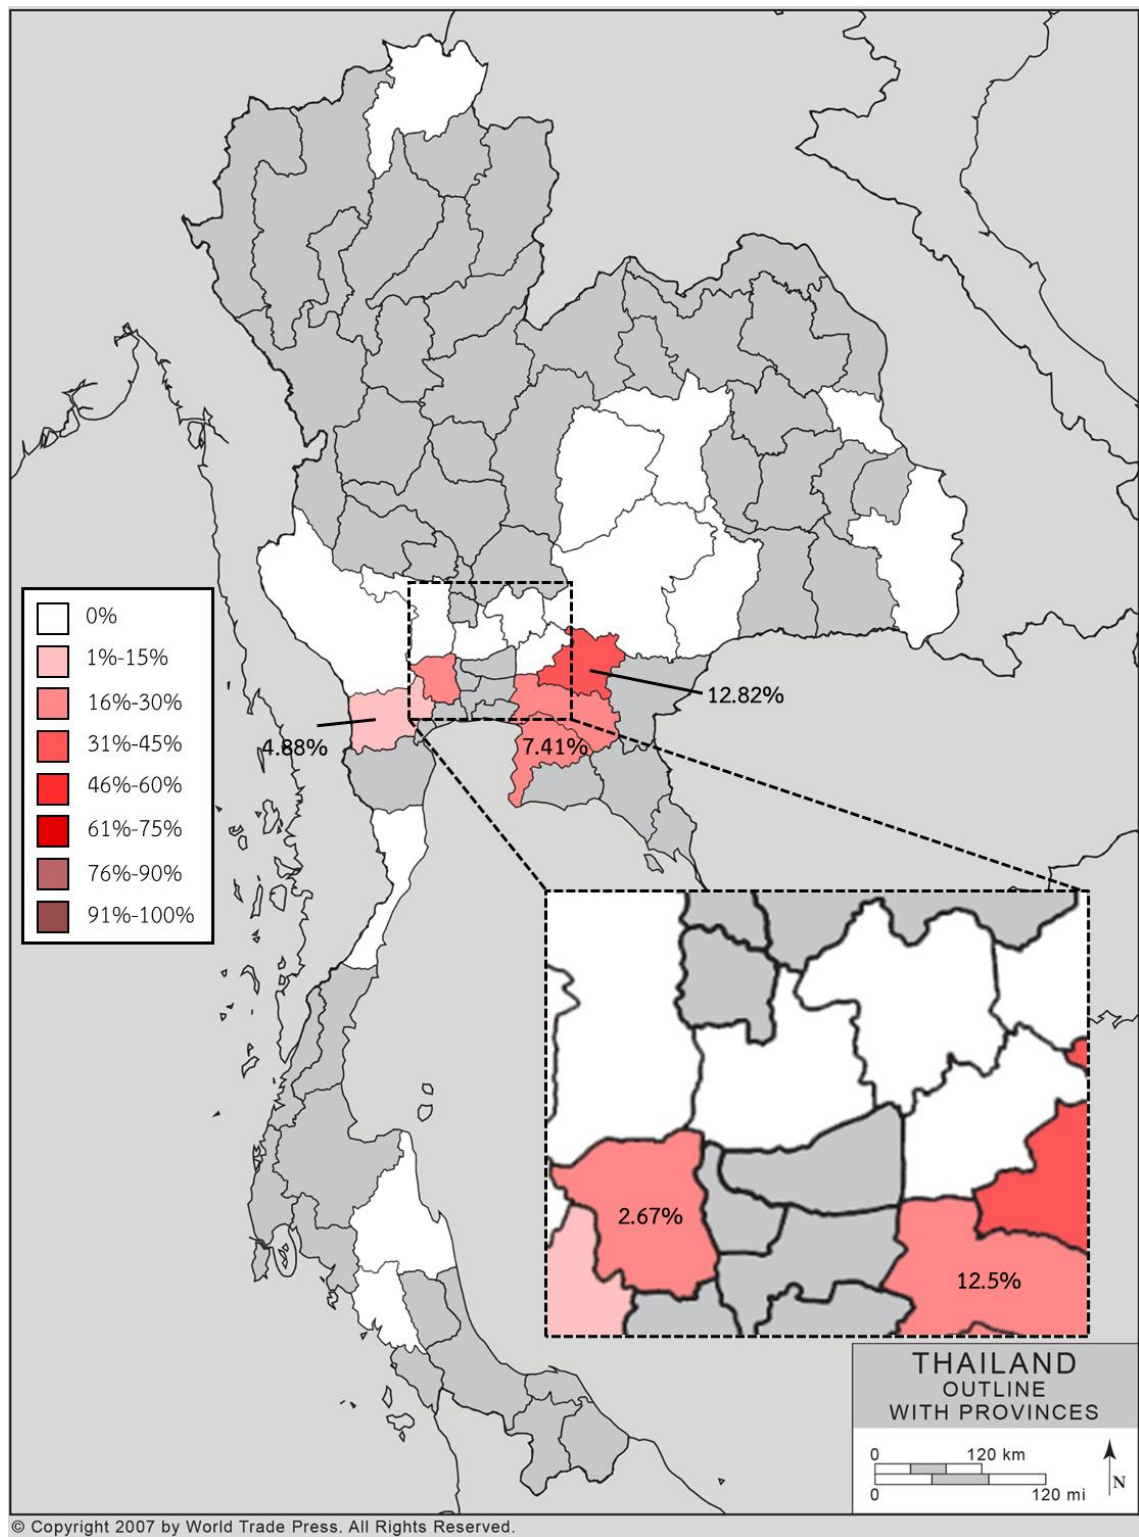 0%
1%-15%
16%-30%
31%-45%
46%-60%
61%-75%
76%-90%
91%-100%
12.82%
4.88%
7.41%
2.67%
12.5%
THAILAND
OUTLINE
WITH PROVINCES
0 120 km
0 120 mi
N
© Copyright 2007 by World Trade Press. All Rights Reserved.